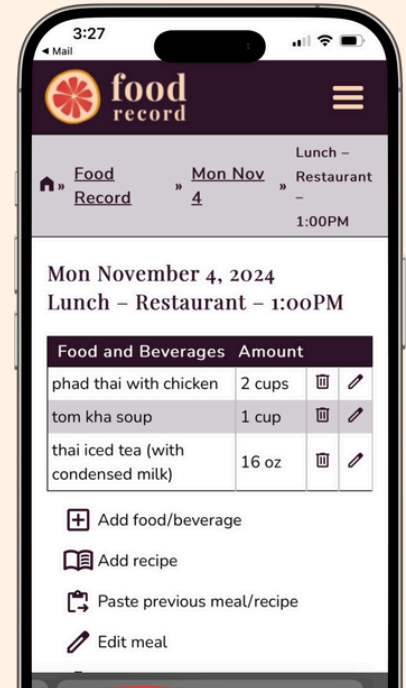 3:27
◀ Mail
food
record
Lunch –
Food » Mon Nov » Restaurant
Record 4 –
1:00PM
Mon November 4, 2024
Lunch – Restaurant – 1:00PM
Food and Beverages Amount
phad thai with chicken 2 cups
tom kha soup 1 cup
thai iced tea (with
condensed milk) 16 oz
Add food/beverage
Add recipe
Paste previous meal/recipe
Edit meal